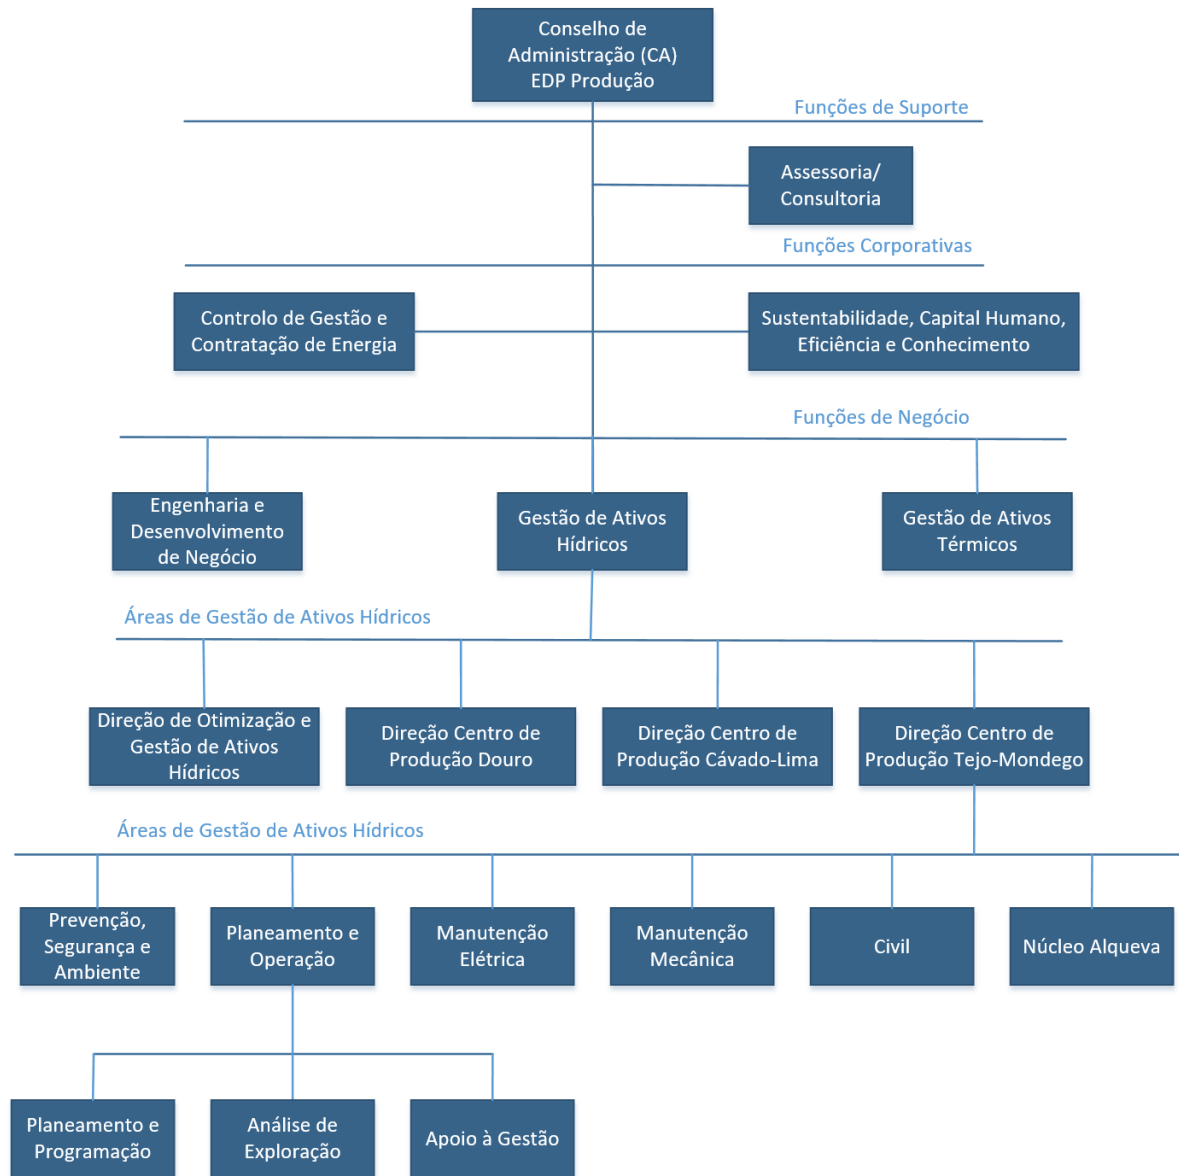 Conselho de
Administração (CA)
EDP Produção
Funções de Suporte
Assessoria/
Consultoria
Funções Corporativas
Controlo de Gestão e
Contratação de Energia
Sustentabilidade, Capital Humano,
Eficiência e Conhecimento
Funções de Negócio
Engenharia e
Desenvolvimento
de Negócio
Gestão de Ativos
Hídricos
Gestão de Ativos
Térmicos
Áreas de Gestão de Ativos Hídricos
Direção de Otimização e
Gestão de Ativos
Hídricos
Direção Centro de
Produção Douro
Direção Centro de
Produção Cávado-Lima
Direção Centro de
Produção Tejo-Mondego
Áreas de Gestão de Ativos Hídricos
Prevenção,
Segurança e
Ambiente
Planeamento e
Operação
Manutenção
Elétrica
Manutenção
Mecânica
Civil
Núcleo Alqueva
Planeamento e
Programação
Análise de
Exploração
Apoio à Gestão